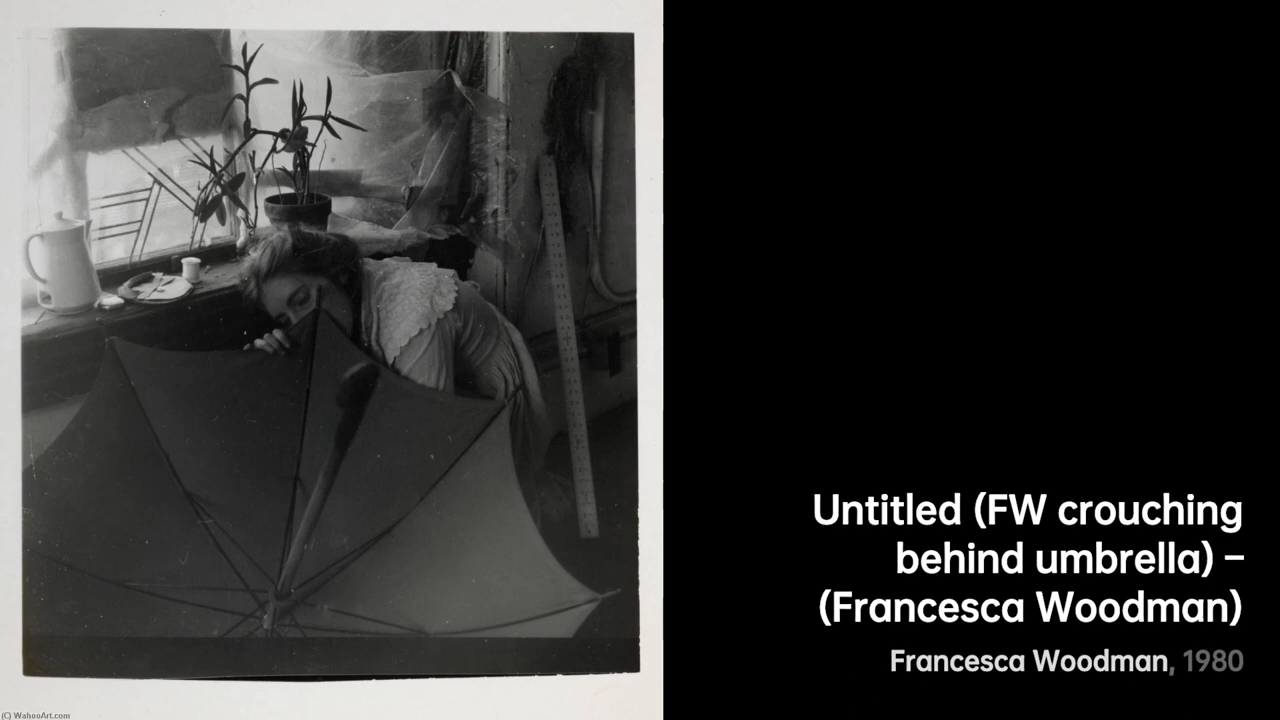 Untitled (FW crouching
behind umbrella) –
(Francesca Woodman)
Francesca Woodman, 1980
(C) WahooArt.com